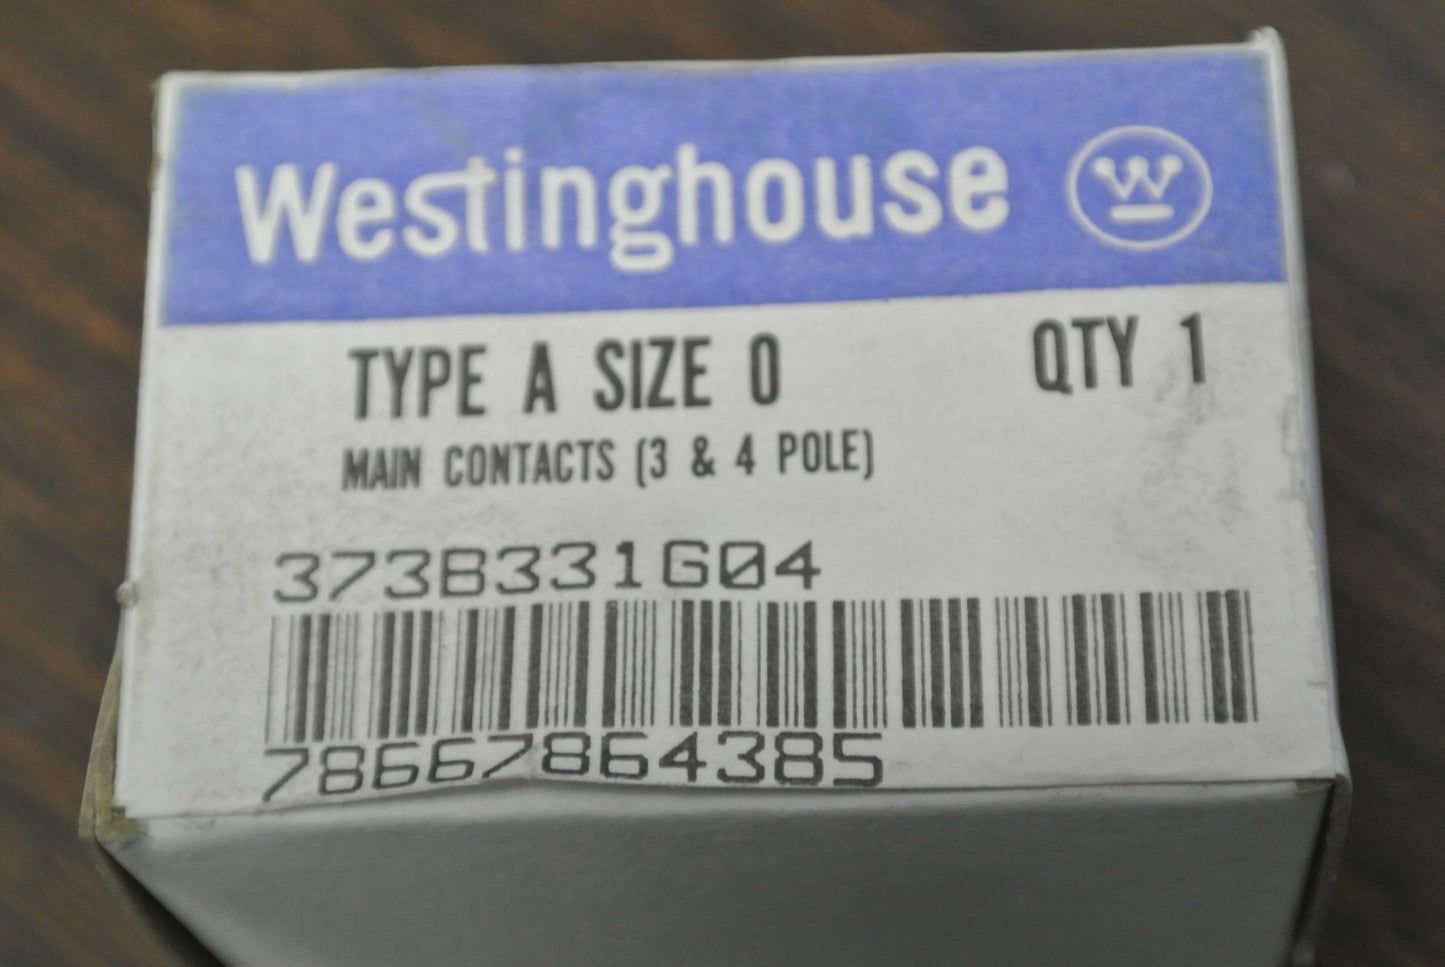 Westinghouse W
TYPE A SIZE 0 QTY 1
MAIN CONTACTS (3 & 4 POLE)
373B331G04
78667864385